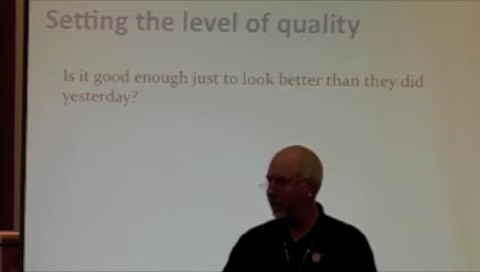 Setting the level of quality
Is it good enough just to look better than they did
yesterday?